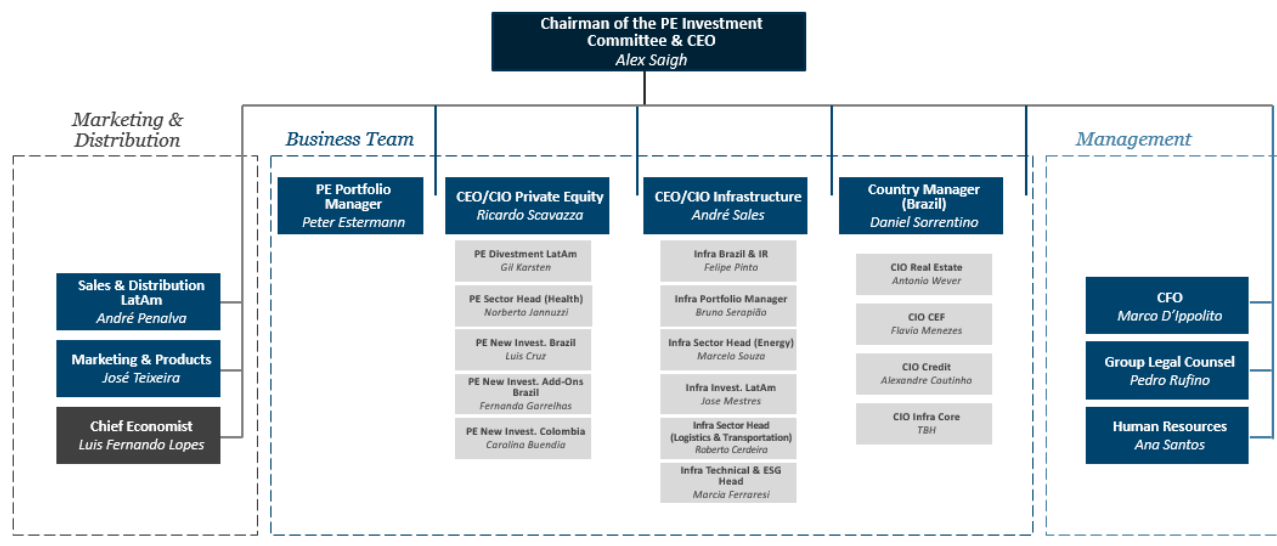 Chairman of the PE Investment
Committee & CEO
Alex Saigh
Marketing &
Distribution
Sales & Distribution
LatAm
André Penalva
Marketing & Products
José Teixeira
Chief Economist
Luis Fernando Lopes
Business Team
PE Portfolio
Manager
Peter Estermann
CEO/CIO Private Equity
Ricardo Scavazza
PE Divestment LatAm
Gil Karsten
PE Sector Head (Health)
Norberto Jannuzzi
PE New Invest. Brazil
Luis Cruz
PE New Invest. Add-Ons
Brazil
Fernanda Garrelhas
PE New Invest. Colombia
Carolina Buendia
CEO/CIO Infrastructure
André Sales
Infra Brazil & IR
Felipe Pinto
Infra Portfolio Manager
Bruno Serapião
Infra Sector Head (Energy)
Marcelo Souza
Infra Invest. LatAm
Jose Mestres
Infra Sector Head
(Logistics & Transportation)
Roberto Cerdeira
Infra Technical & ESG
Head
Marcia Ferraresi
Country Manager
(Brazil)
Daniel Sorrentino
CIO Real Estate
Antonio Wever
CIO CEF
Flavio Menezes
CIO Credit
Alexandre Coutinho
CIO Infra Core
TBH
Management
CFO
Marco D’Ippolito
Group Legal Counsel
Pedro Rufino
Human Resources
Ana Santos